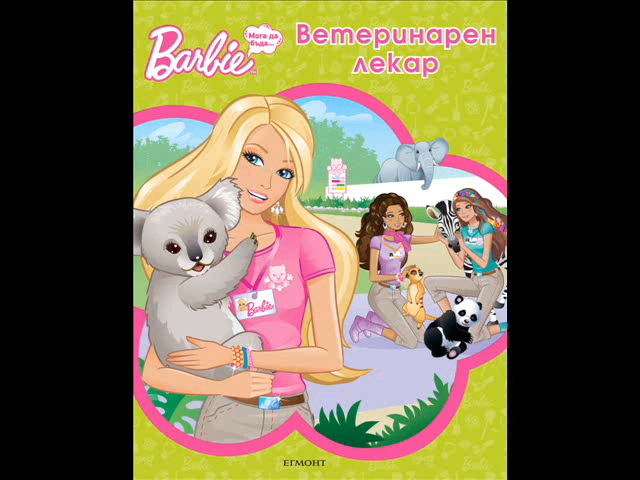 Barbie
Мога да
бъда...
Ветеринарен
лекар
Barbie
ЕГМОНТ